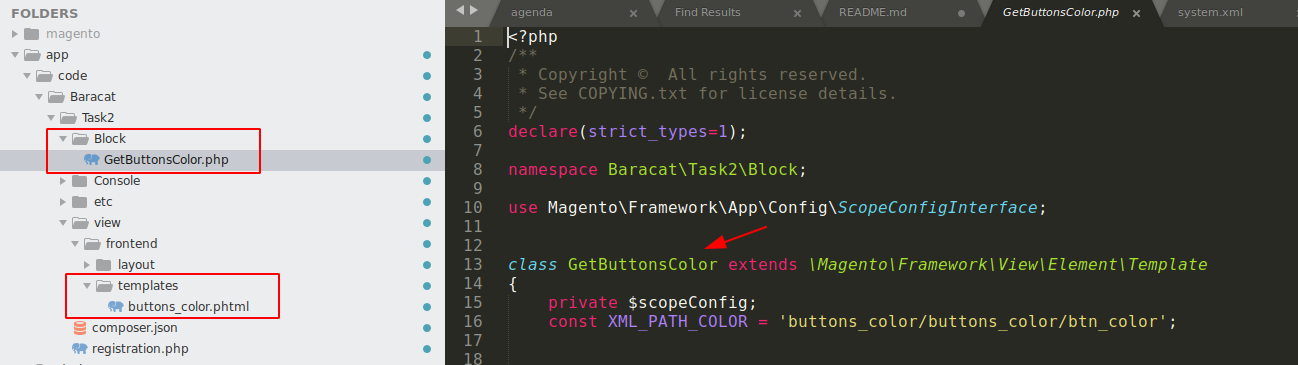 FOLDERS
magento
app
code
Baracat
Task2
Block
GetButtonsColor.php
Console
etc
view
frontend
layout
templates
buttons_color.phtml
composer.json
registration.php
agenda
Find Results
README.md
GetButtonsColor.php
system.xml
1 <?php
2 /**
3  * Copyright ©  All rights reserved.
4  * See COPYING.txt for license details.
5  */
6 declare(strict_types=1);
7
8 namespace Baracat\Task2\Block;
9
10 use Magento\Framework\App\Config\ScopeConfigInterface;
11
12
13 class GetButtonsColor extends \Magento\Framework\View\Element\Template
14 {
15     private $scopeConfig;
16     const XML_PATH_COLOR = 'buttons_color/buttons_color/btn_color';
17
18